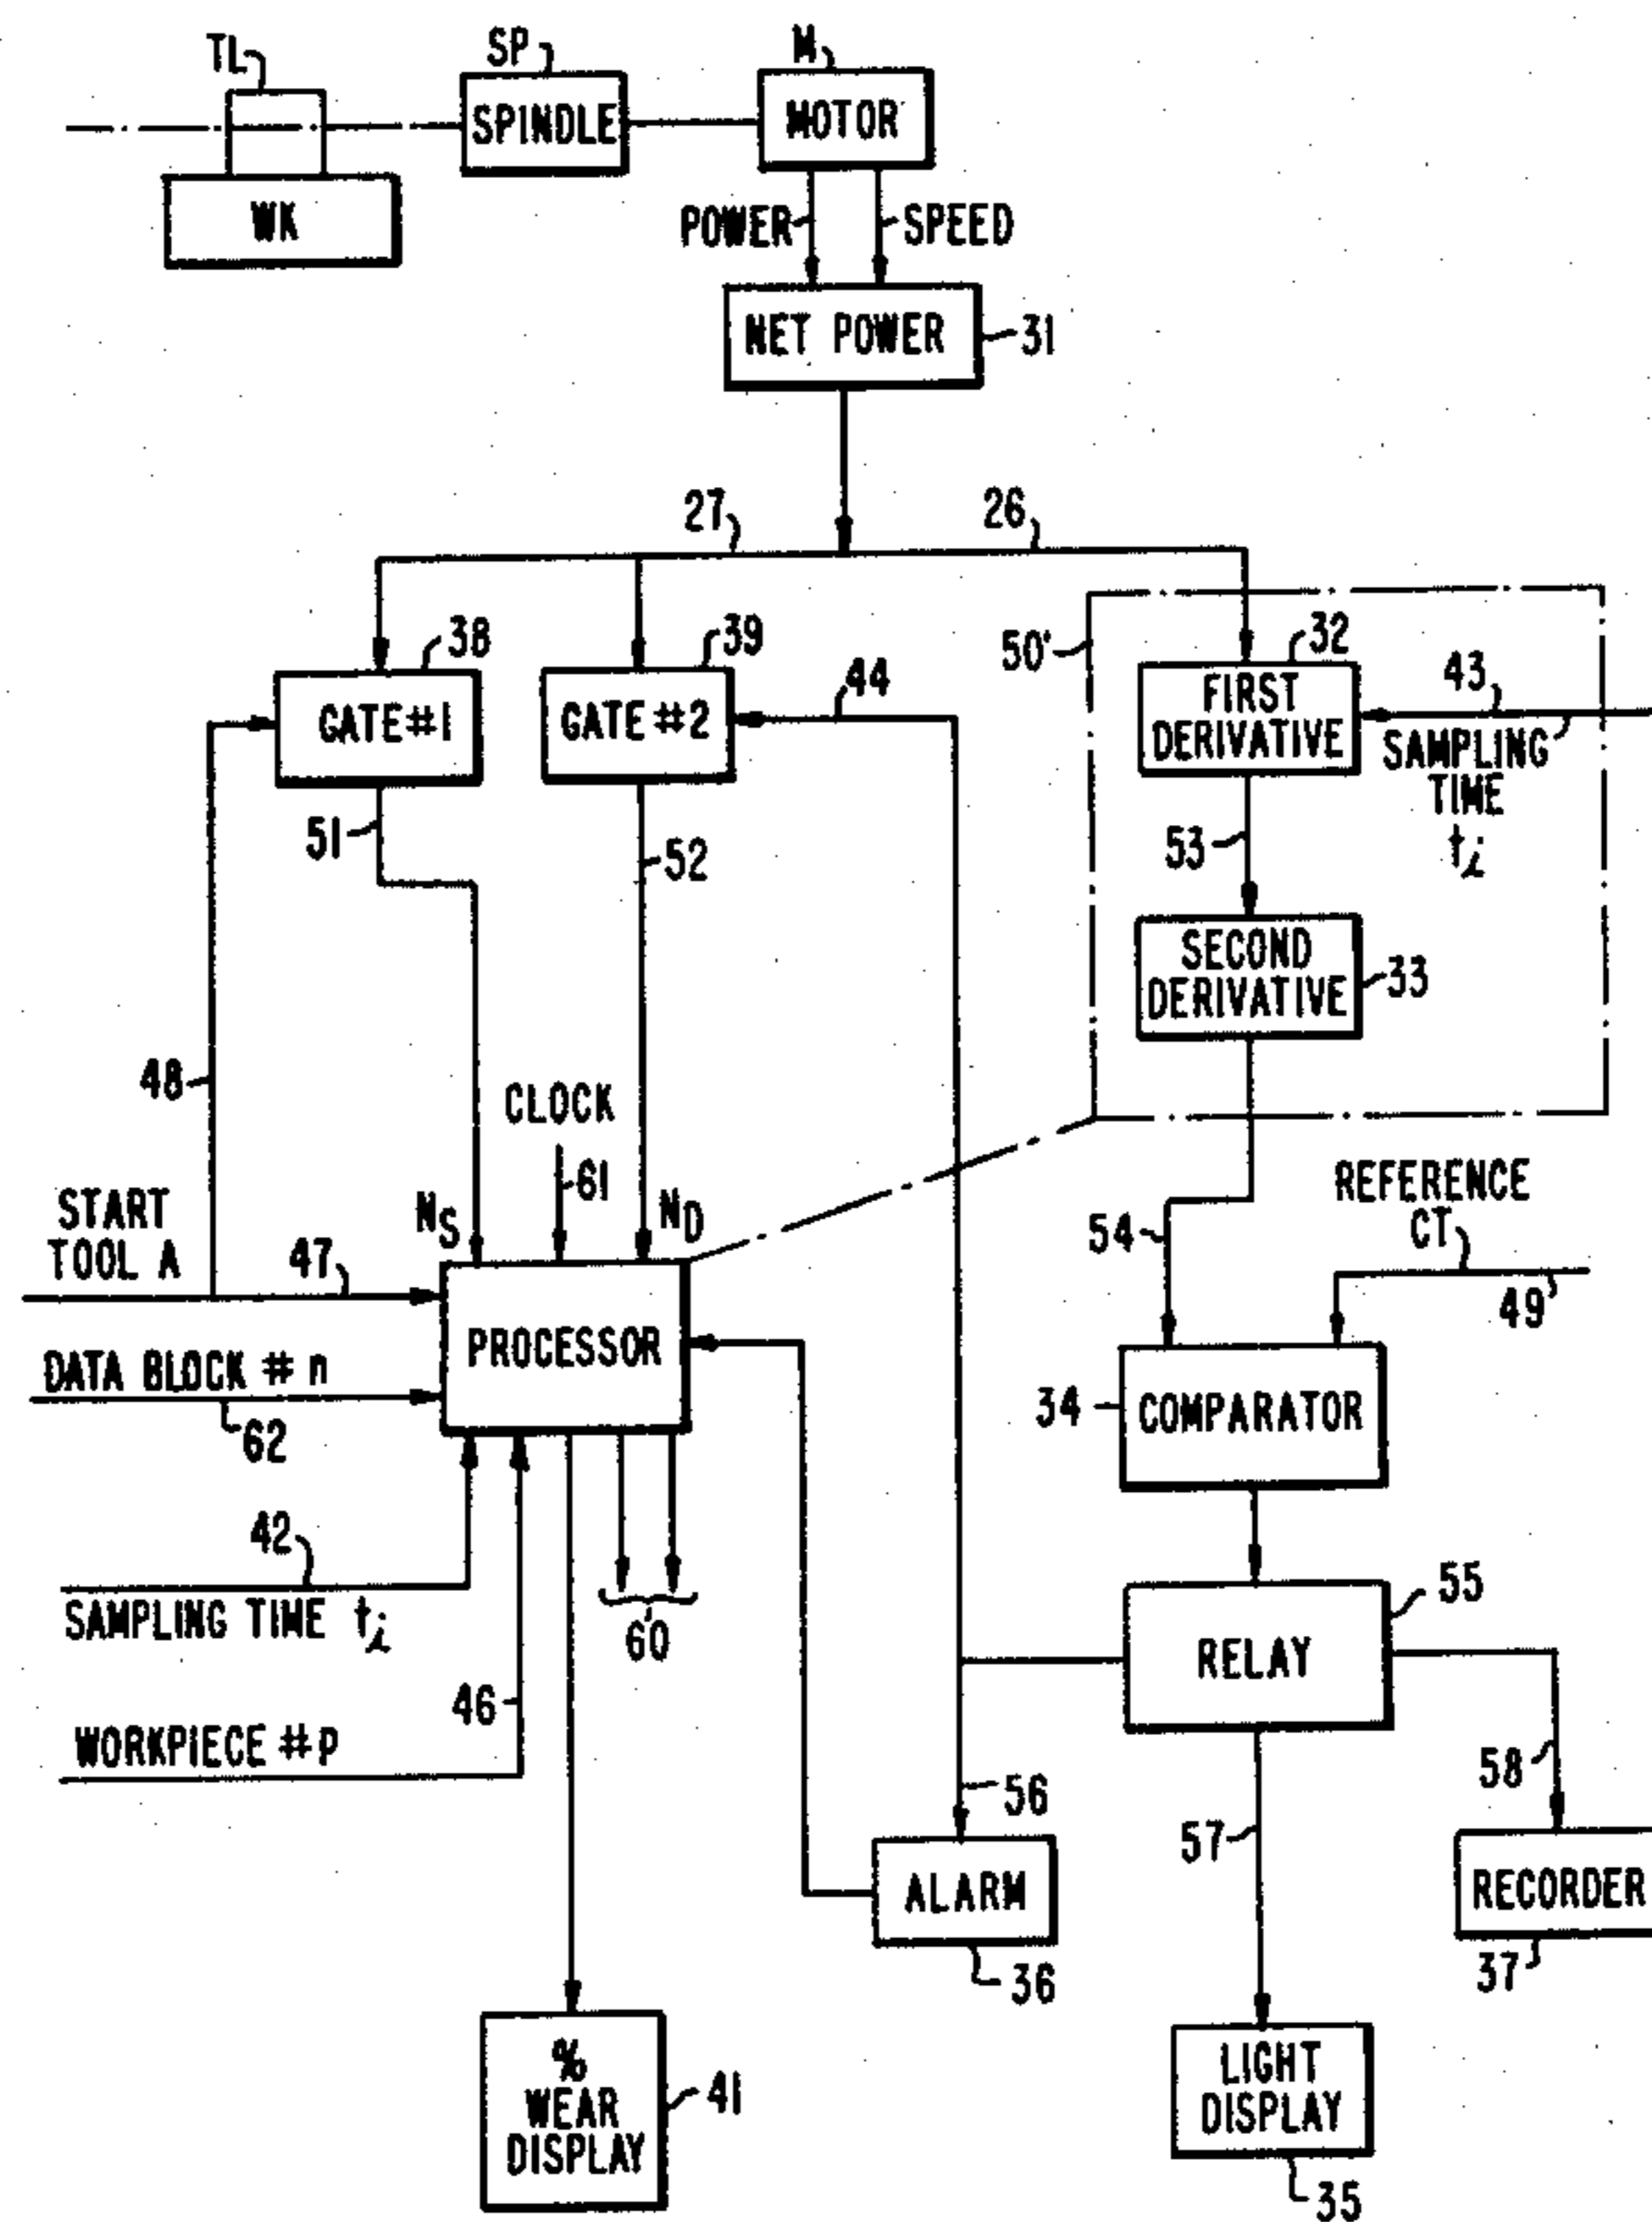 TL
SP
M
SPINDLE
MOTOR
WK
POWER
SPEED
NET POWER
31
27
26
38
39
44
50'
32
43
GATE #1
GATE #2
FIRST
DERIVATIVE
SAMPLING
TIME
ti
51
52
53
SECOND
DERIVATIVE
33
48
CLOCK
61
START
TOOL A
47
NS
ND
54
REFERENCE
CT
49'
DATA BLOCK # n
62
PROCESSOR
34
COMPARATOR
42
SAMPLING TIME ti
60
55
RELAY
46
WORKPIECE #p
56
57
58
ALARM
36
RECORDER
37
%
WEAR
DISPLAY
41
LIGHT
DISPLAY
35